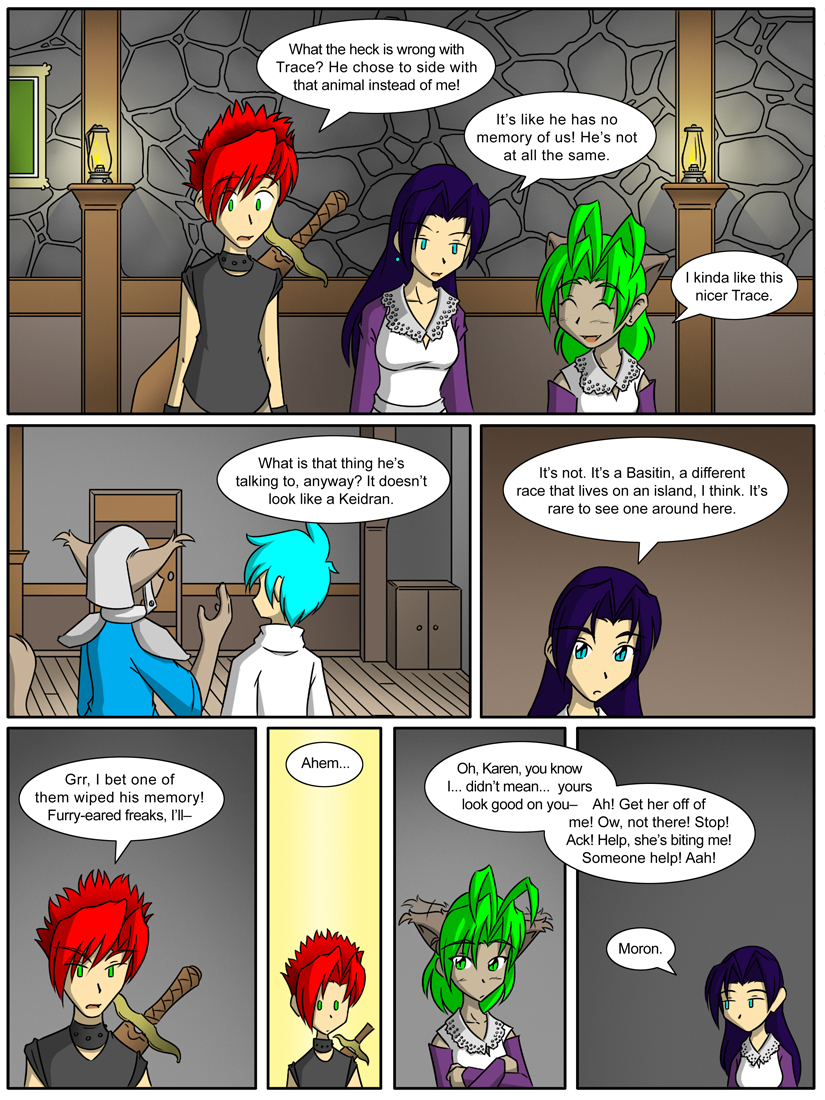 What the heck is wrong with
Trace? He chose to side with
that animal instead of me!
It's like he has no
memory of us! He's not
at all the same.
I kinda like this
nicer Trace.
What is that thing he's
talking to, anyway? It doesn't
look like a Keidran.
It's not. It's a Basitin, a different
race that lives on an island, I think. It's
rare to see one around here.
Grr, I bet one of
them wiped his memory!
Furry-eared freaks, I'll–
Ahem...
Oh, Karen, you know
I... didn't mean... yours
look good on you–
Ah! Get her off of
me! Ow, not there! Stop!
Ack! Help, she's biting me!
Someone help! Aah!
Moron.